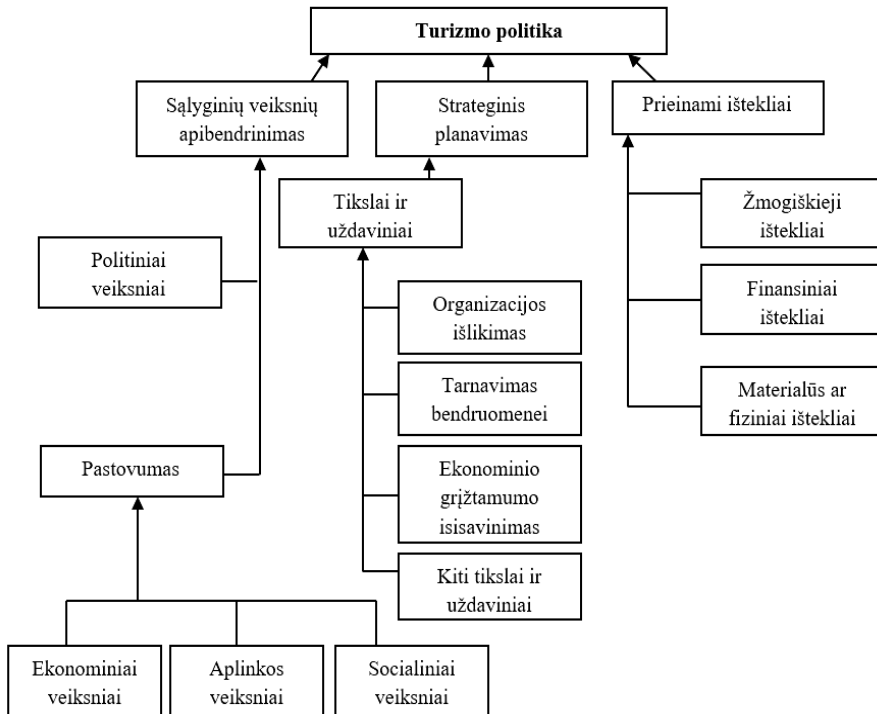 Turizmo politika
Sąlyginių veiksnių
apibendrinimas
Strateginis
planavimas
Prieinami ištekliai
Tikslai ir
uždaviniai
Žmogiškieji
ištekliai
Politiniai
veiksniai
Finansiniai
ištekliai
Organizacijos
išlikimas
Tarnavimas
bendruomenei
Materialūs ar
fiziniai ištekliai
Pastovumas
Ekonominio
grįžtamumo
isisavinimas
Kiti tikslai ir
uždaviniai
Ekonominiai
veiksniai
Aplinkos
veiksniai
Socialiniai
veiksniai